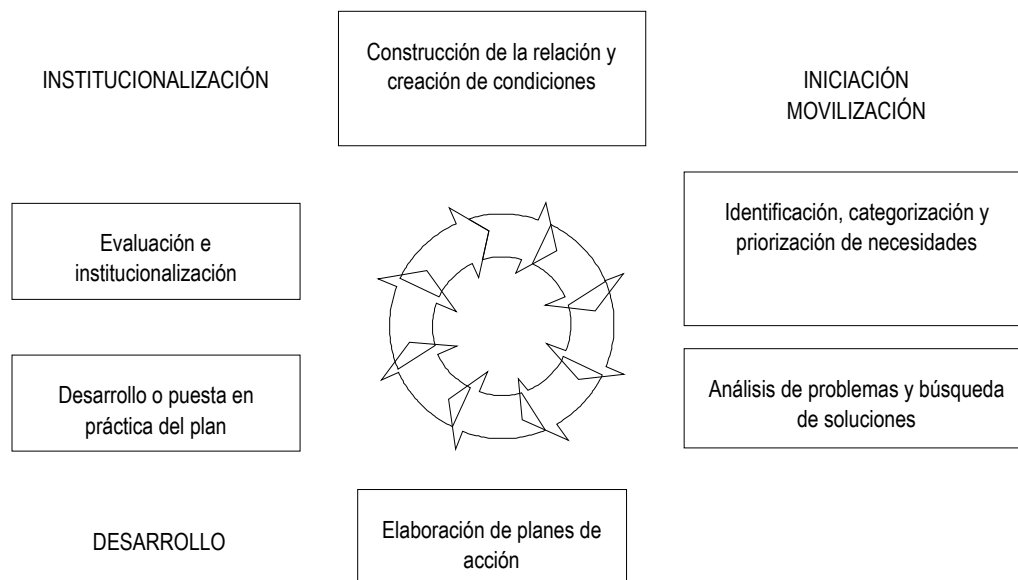 Construcción de la relación y
creación de condiciones
INSTITUCIONALIZACIÓN
INICIACIÓN
MOVILIZACIÓN
Identificación, categorización y
priorización de necesidades
Evaluación e
institucionalización
Desarrollo o puesta en
práctica del plan
Análisis de problemas y búsqueda
de soluciones
Elaboración de planes de
acción
DESARROLLO